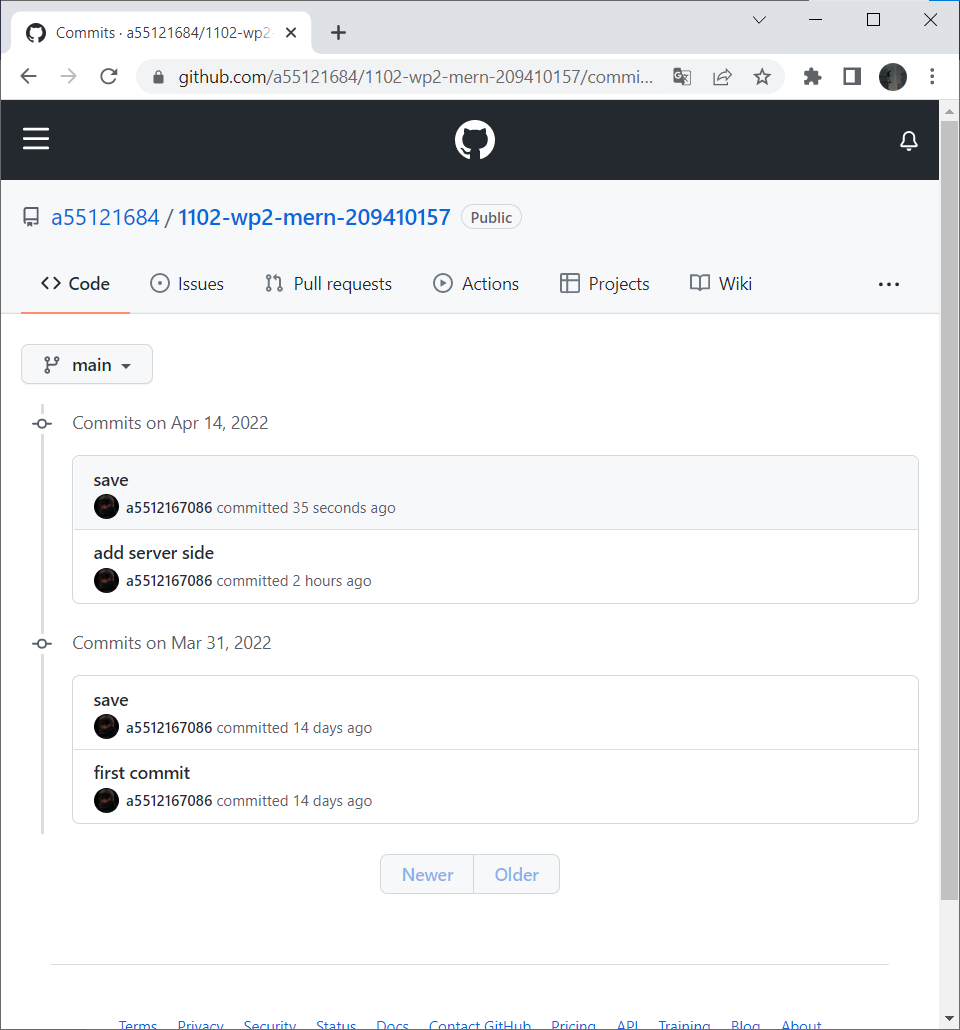 Commits · a55121684/1102-wp2-
github.com/a55121684/1102-wp2-mern-209410157/commi...
a55121684 / 1102-wp2-mern-209410157 Public
Code Issues Pull requests Actions Projects Wiki
main
Commits on Apr 14, 2022
save
a5512167086 committed 35 seconds ago
add server side
a5512167086 committed 2 hours ago
Commits on Mar 31, 2022
save
a5512167086 committed 14 days ago
first commit
a5512167086 committed 14 days ago
Newer Older
Terms Privacy Security Status Docs Contact GitHub Pricing API Training Blog About